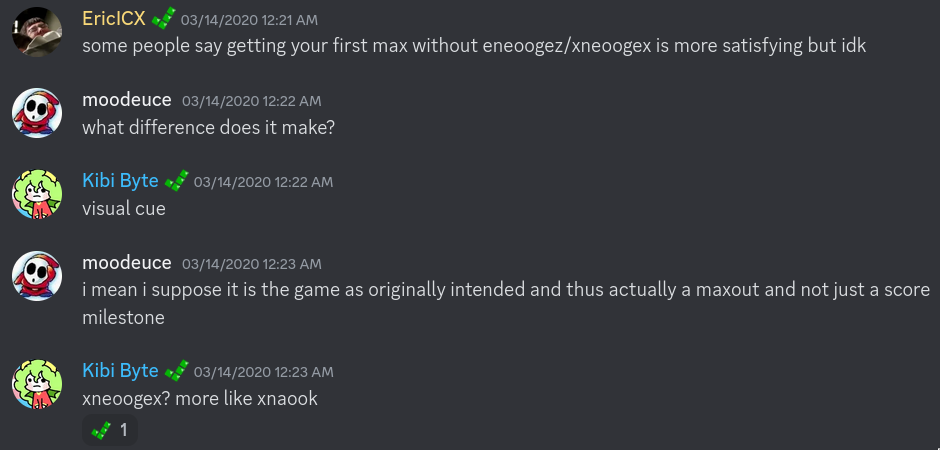 EricICX 03/14/2020 12:21 AM
some people say getting your first max without eneoogez/xneoogex is more satisfying but idk
moodeuce 03/14/2020 12:22 AM
what difference does it make?
Kibi Byte 03/14/2020 12:22 AM
visual cue
moodeuce 03/14/2020 12:23 AM
i mean i suppose it is the game as originally intended and thus actually a maxout and not just a score
milestone
Kibi Byte 03/14/2020 12:23 AM
xneoogex? more like xnaook
1